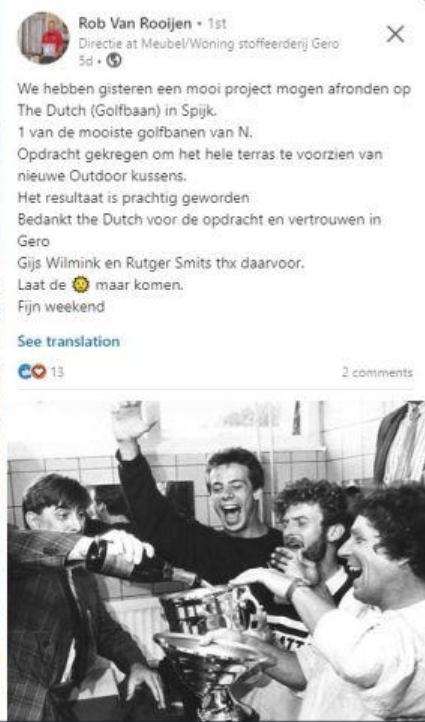 Rob Van Rooijen • 1st
Directie at Meubel/Woning stoffeerderij Gero
5d •
We hebben gisteren een mooi project mogen afronden op
The Dutch (Golfbaan) in Spijk.
1 van de mooiste golfbanen van N.
Opdracht gekregen om het hele terras te voorzien van
nieuwe Outdoor kussens.
Het resultaat is prachtig geworden
Bedankt the Dutch voor de opdracht en vertrouwen in
Gero
Gijs Wilmink en Rutger Smits thx daarvoor.
Laat de 🌞 maar komen.
Fijn weekend
See translation
13
2 comments